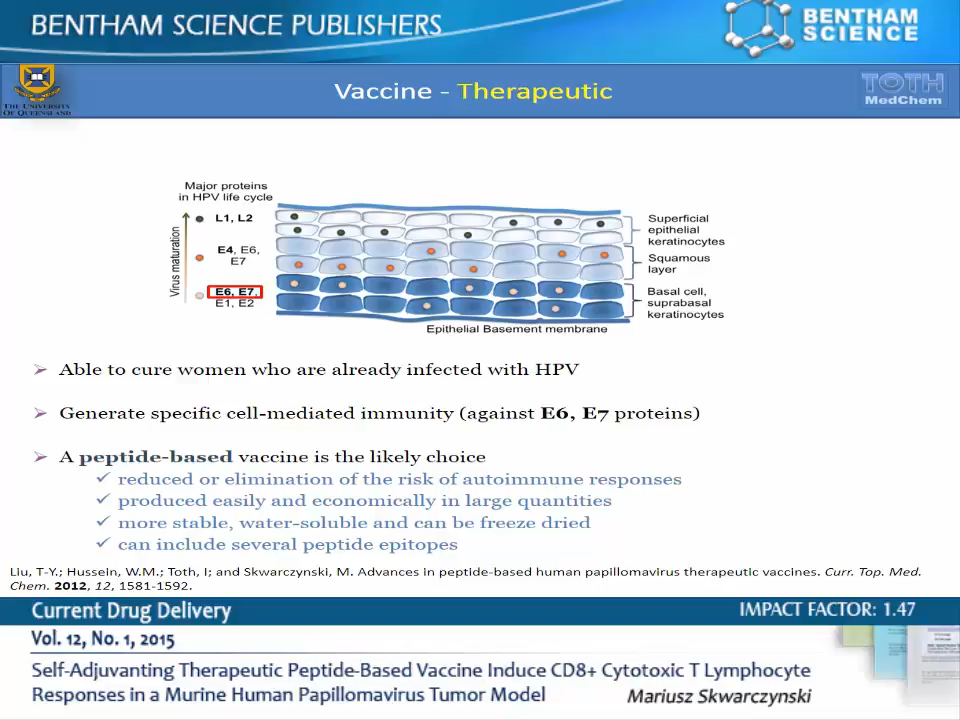 BENTHAM SCIENCE PUBLISHERS
BENTHAM
SCIENCE
THE UNIVERSITY
OF QUEENSLAND
Vaccine - Therapeutic
TOTH
MedChem
Major proteins
in HPV life cycle
Virus maturation
L1, L2
E4, E6,
E7
E6, E7,
E1, E2
Superficial
epithelial
keratinocytes
Squamous
layer
Basal cell,
suprabasal
keratinocytes
Epithelial Basement membrane
➢ Able to cure women who are already infected with HPV
➢ Generate specific cell-mediated immunity (against E6, E7 proteins)
➢ A peptide-based vaccine is the likely choice
✓ reduced or elimination of the risk of autoimmune responses
✓ produced easily and economically in large quantities
✓ more stable, water-soluble and can be freeze dried
✓ can include several peptide epitopes
Liu, T-Y.; Hussein, W.M.; Toth, I; and Skwarczynski, M. Advances in peptide-based human papillomavirus therapeutic vaccines. Curr. Top. Med.
Chem. 2012, 12, 1581-1592.
Current Drug Delivery
IMPACT FACTOR: 1.47
Vol. 12, No. 1, 2015
Self-Adjuvanting Therapeutic Peptide-Based Vaccine Induce CD8+ Cytotoxic T Lymphocyte
Responses in a Murine Human Papillomavirus Tumor Model
Mariusz Skwarczynski